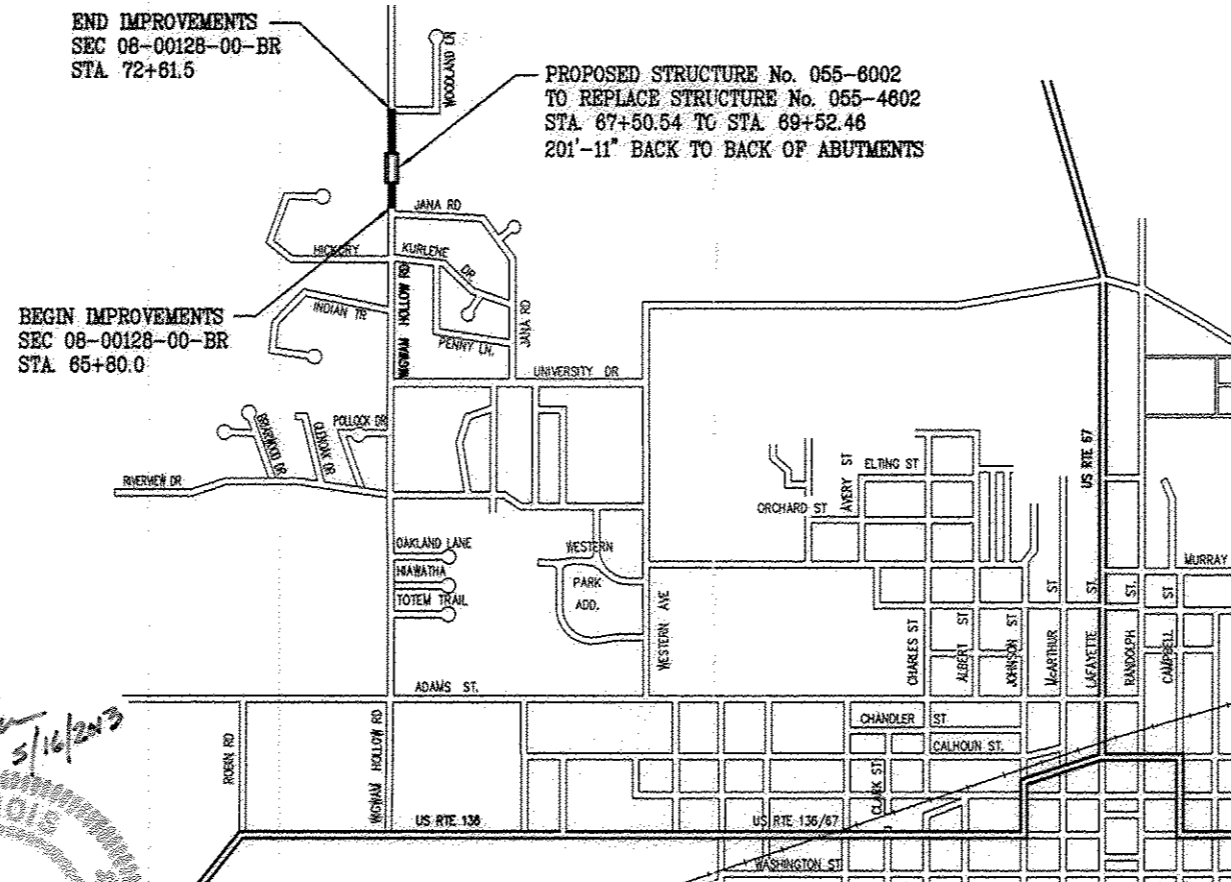 END IMPROVEMENTS
SEC 08-00128-00-BR
STA. 72+61.5
WOODLAND LN
PROPOSED STRUCTURE No. 055-6002
TO REPLACE STRUCTURE No. 055-4602
STA. 67+50.54 TO STA. 69+52.46
201'-11" BACK TO BACK OF ABUTMENTS
JANA RD
HICKORY
KURLENE
DR.
BEGIN IMPROVEMENTS
SEC 08-00128-00-BR
STA. 65+80.0
INDIAN TR
WIGWAM HOLLOW RD
PENNY LN.
JANA RD
UNIVERSITY DR
BRIARWOOD DR
GLENOAK DR
POLLOCK DR
RIVERVIEW DR
US RTE 67
AVERY ST
ELTING ST
ORCHARD ST
OAKLAND LANE
HIAWATHA
TOTEM TRAIL
WESTERN
PARK
ADD.
WESTERN AVE
MURRAY
CHARLES ST
ALBERT ST
JOHNSON ST
McARTHUR ST
LAFAYETTE ST.
RANDOLPH ST.
CAMPBELL ST
ADAMS ST.
CHANDLER ST.
CALHOUN ST.
CLARK ST
5/16/2013
ROBIN RD
WIGWAM HOLLOW RD
US RTE 136
US RTE 136/67
WASHINGTON ST